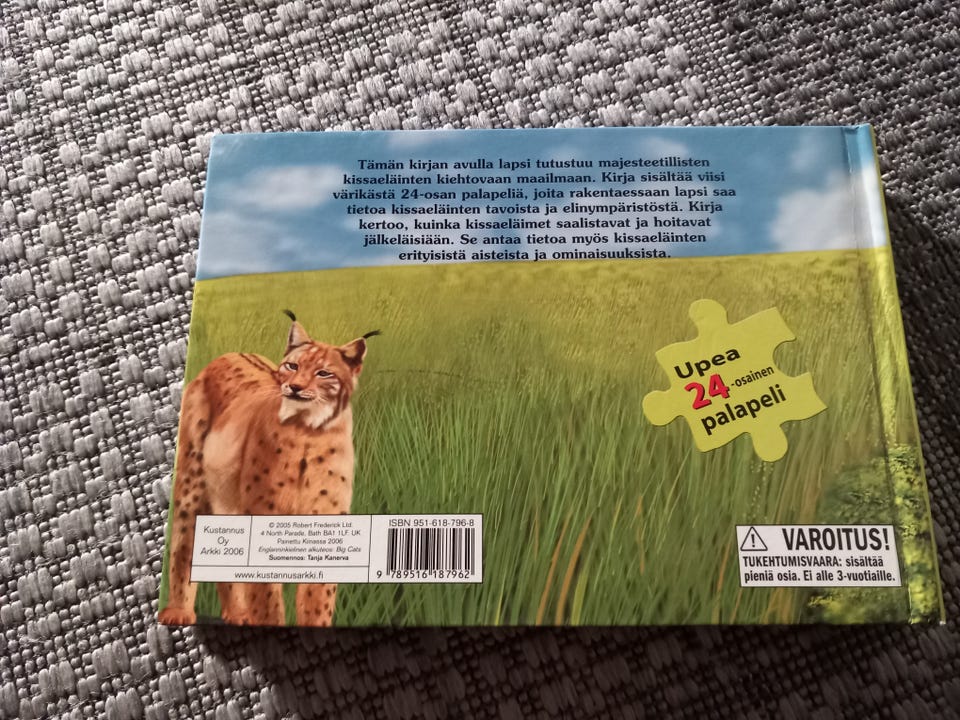 Tämän kirjan avulla lapsi tutustuu majesteetillisten
kissaeläinten kiehtovaan maailmaan. Kirja sisältää viisi
värikästä 24-osan palapeliä, joita rakentaessaan lapsi saa
tietoa kissaeläinten tavoista ja elinympäristöstä. Kirja
kertoo, kuinka kissaeläimet saalistavat ja hoitavat
jälkeläisiään. Se antaa tietoa myös kissaeläinten
erityisistä aisteista ja ominaisuuksista.
Upea
24-osainen
palapeli
Kustannus
Oy
Arkki 2006
© 2005 Robert Frederick Ltd.
4 North Parade, Bath BA1 1LF. UK
Painettu Kiinassa 2006
Englanninkielinen alkuteos: Big Cats
Suomennos: Tanja Kanerva
www.kustannusarkki.fi
ISBN 951-618-796-8
9 789516 187962
VAROITUS!
TUKEHTUMISVAARA: sisältää
pieniä osia. Ei alle 3-vuotiaille.